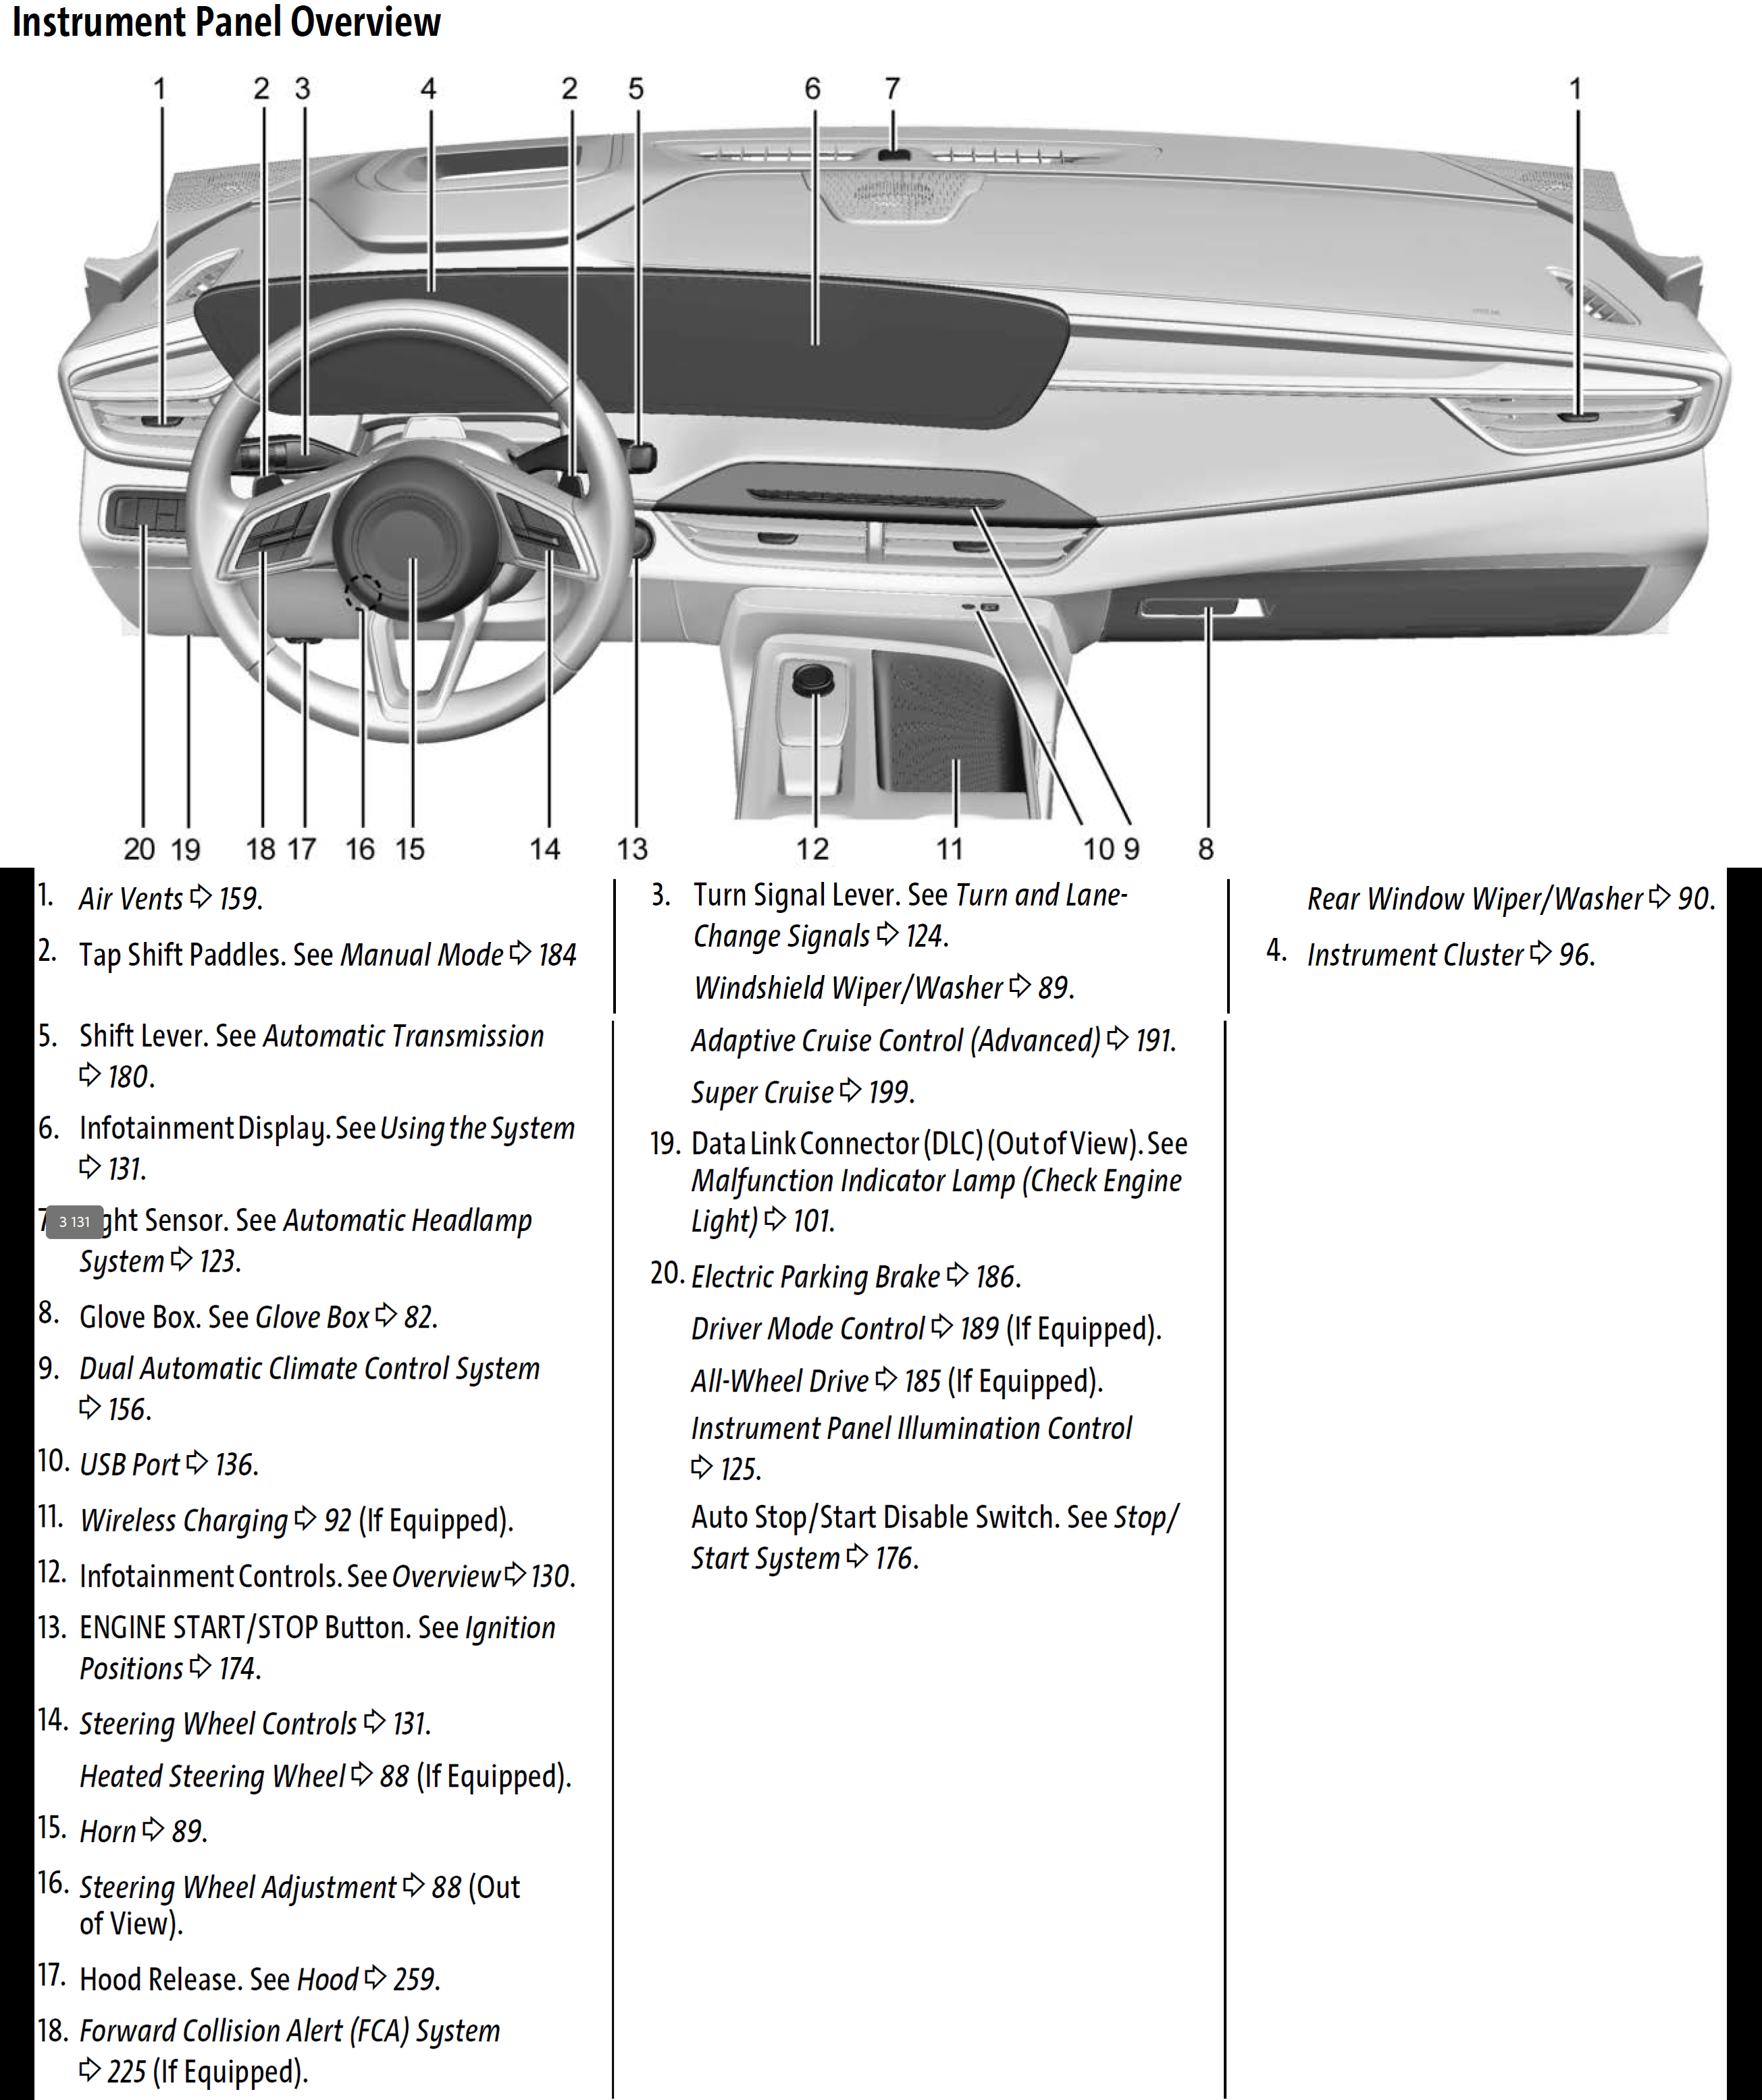 Instrument Panel Overview
1 2 3 4 2 5 6 7 1
20 19 18 17 16 15 14 13 12 11 10 9 8
1. Air Vents ⇨ 159.
2. Tap Shift Paddles. See Manual Mode ⇨ 184
3. Turn Signal Lever. See Turn and Lane-
Change Signals ⇨ 124.
Windshield Wiper/Washer ⇨ 89.
Rear Window Wiper/Washer ⇨ 90.
4. Instrument Cluster ⇨ 96.
5. Shift Lever. See Automatic Transmission
⇨ 180.
6. Infotainment Display. See Using the System
⇨ 131.
3 131
ght Sensor. See Automatic Headlamp
System ⇨ 123.
8. Glove Box. See Glove Box ⇨ 82.
9. Dual Automatic Climate Control System
⇨ 156.
10. USB Port ⇨ 136.
11. Wireless Charging ⇨ 92 (If Equipped).
12. Infotainment Controls. See Overview ⇨ 130.
13. ENGINE START/STOP Button. See Ignition
Positions ⇨ 174.
14. Steering Wheel Controls ⇨ 131.
Heated Steering Wheel ⇨ 88 (If Equipped).
15. Horn ⇨ 89.
16. Steering Wheel Adjustment ⇨ 88 (Out
of View).
17. Hood Release. See Hood ⇨ 259.
18. Forward Collision Alert (FCA) System
⇨ 225 (If Equipped).
Adaptive Cruise Control (Advanced) ⇨ 191.
Super Cruise ⇨ 199.
19. Data Link Connector (DLC) (Out of View). See
Malfunction Indicator Lamp (Check Engine
Light) ⇨ 101.
20. Electric Parking Brake ⇨ 186.
Driver Mode Control ⇨ 189 (If Equipped).
All-Wheel Drive ⇨ 185 (If Equipped).
Instrument Panel Illumination Control
⇨ 125.
Auto Stop/Start Disable Switch. See Stop/
Start System ⇨ 176.